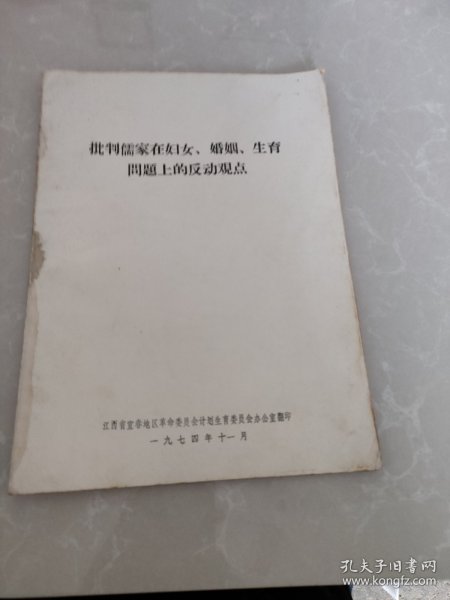 批判儒家在妇女、婚姻、生育
問題上的反动观点
江西省宜春地区革命委员会计划生育委员会办公室翻印
一九七四年十一月
孔夫子旧书网
www.kongfz.com